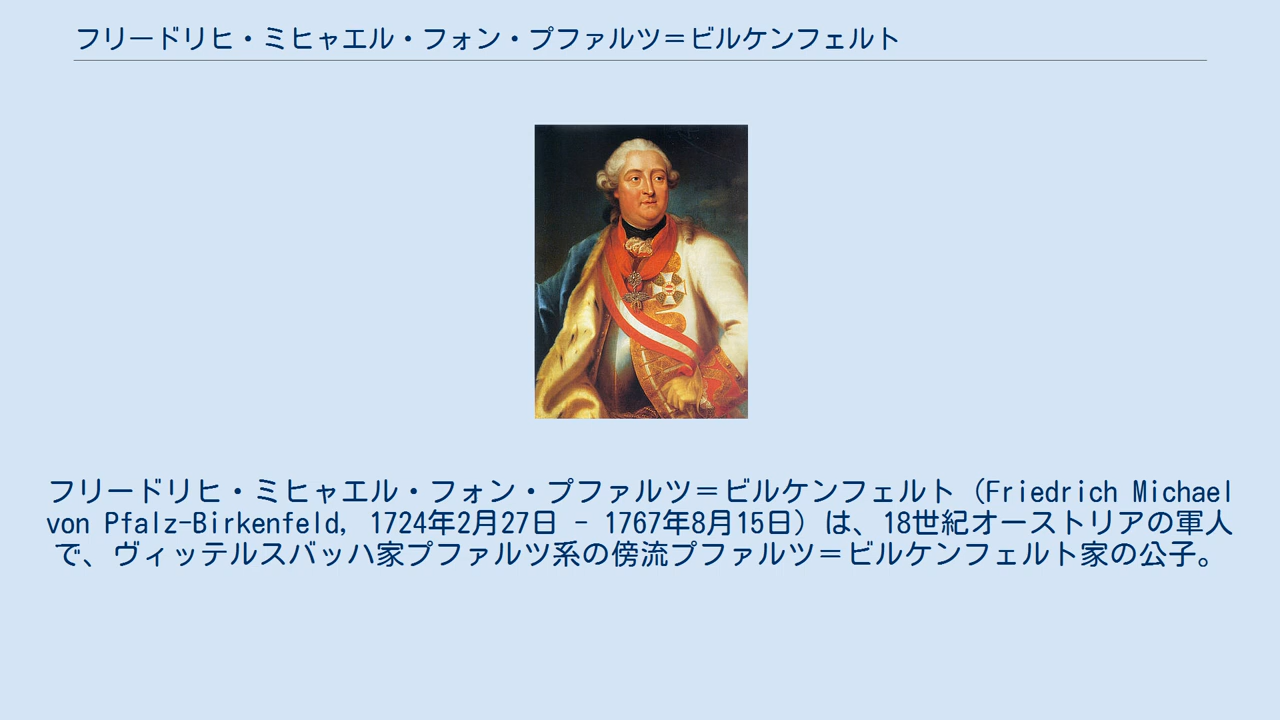 フリードリヒ・ミヒャエル・フォン・プファルツ＝ビルケンフェルト
フリードリヒ・ミヒャエル・フォン・プファルツ＝ビルケンフェルト（Friedrich Michael
von Pfalz-Birkenfeld, 1724年2月27日 - 1767年8月15日）は、18世紀オーストリアの軍人
で、ヴィッテルスバッハ家プファルツ系の傍流プファルツ＝ビルケンフェルト家の公子。